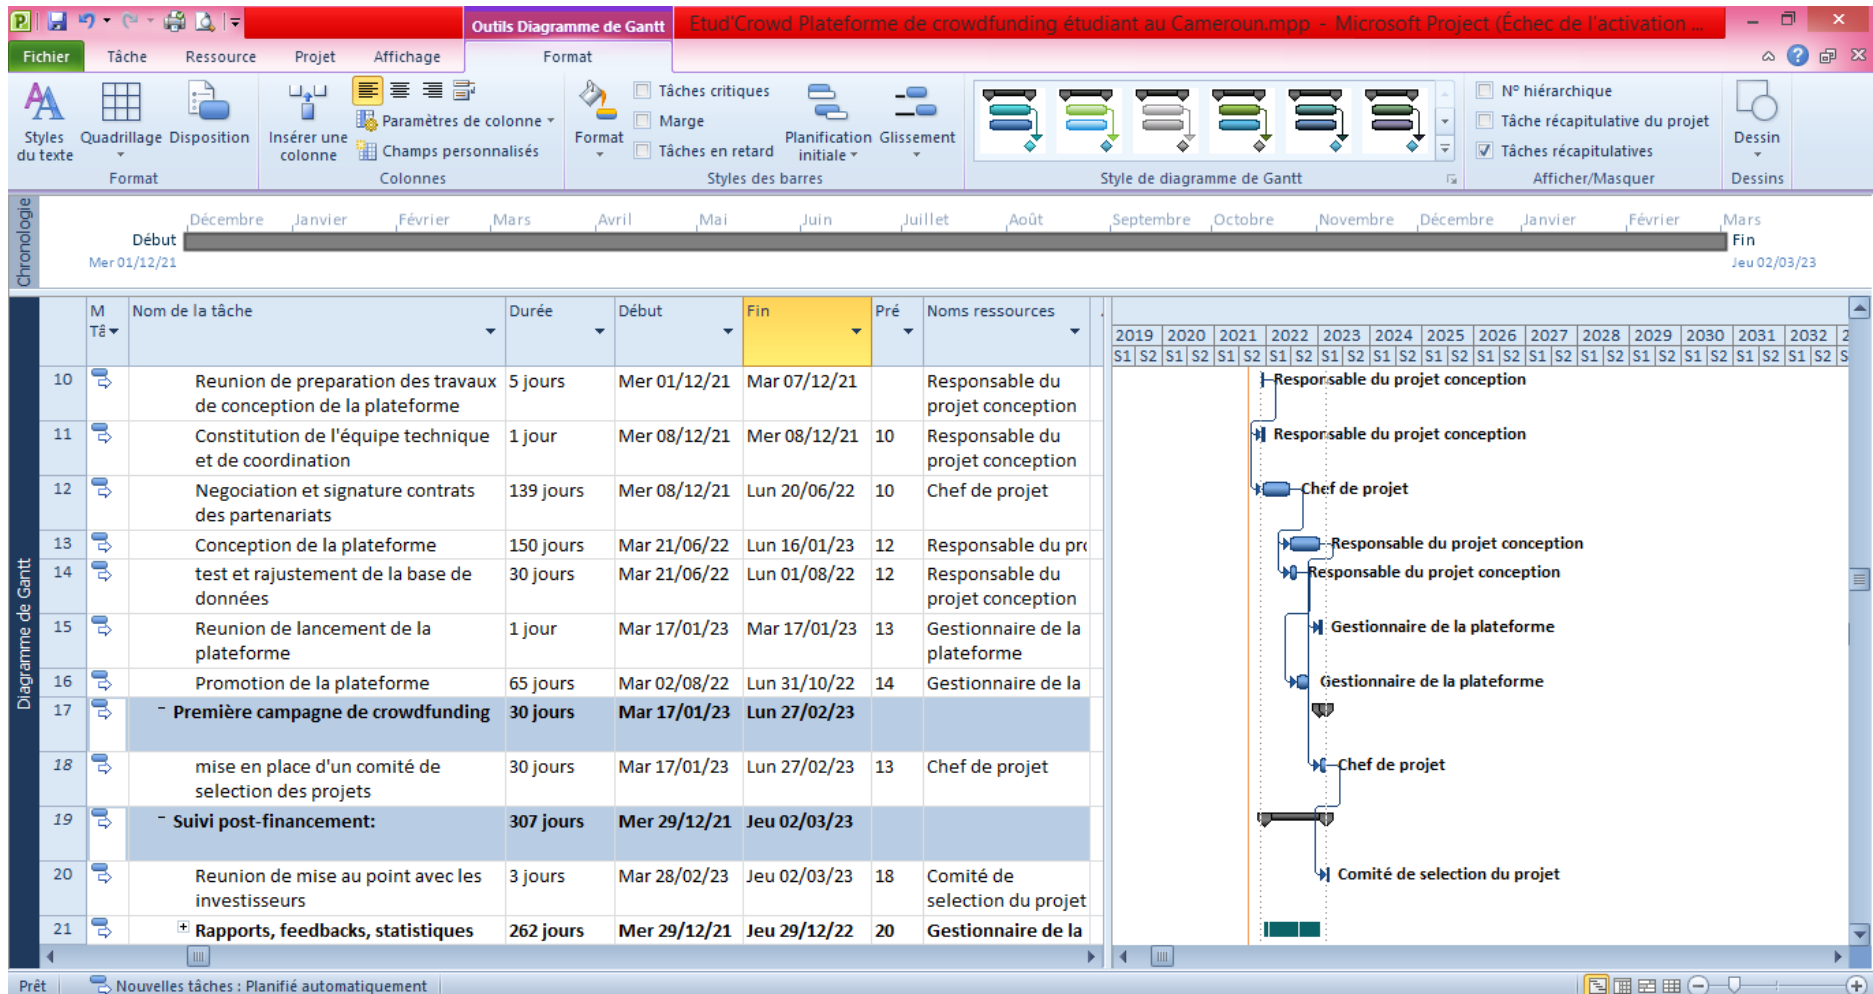 Outils Diagramme de Gantt
Etud'Crowd Plateforme de crowdfunding étudiant au Cameroun.mpp - Microsoft Project (Échec de l'activation ...
Fichier Tâche Ressource Projet Affichage Format
Styles du texte
Quadrillage
Disposition
Format
Insérer une colonne
Paramètres de colonne
Champs personnalisés
Colonnes
Format
Tâches critiques
Marge
Tâches en retard
Planification initiale
Glissement
Styles des barres
Style de diagramme de Gantt
N° hiérarchique
Tâche récapitulative du projet
Tâches récapitulatives
Afficher/Masquer
Dessin
Dessins
Chronologie
Décembre Janvier Février Mars Avril Mai Juin Juillet Août Septembre Octobre Novembre Décembre Janvier Février Mars
Début
Mer 01/12/21
Fin
Jeu 02/03/23
Diagramme de Gantt
M Nom de la tâche Durée Début Fin Pré Noms ressources
Tâ
2019 2020 2021 2022 2023 2024 2025 2026 2027 2028 2029 2030 2031 2032 2
S1 S2 S1 S2 S1 S2 S1 S2 S1 S2 S1 S2 S1 S2 S1 S2 S1 S2 S1 S2 S1 S2 S1 S2 S1 S2 S1 S2 S
10 Reunion de preparation des travaux 5 jours Mer 01/12/21 Mar 07/12/21 Responsable du
de conception de la plateforme projet conception
Responsable du projet conception
11 Constitution de l'équipe technique 1 jour Mer 08/12/21 Mer 08/12/21 10 Responsable du
et de coordination projet conception
Responsable du projet conception
12 Negociation et signature contrats 139 jours Mer 08/12/21 Lun 20/06/22 10 Chef de projet
des partenariats
Chef de projet
13 Conception de la plateforme 150 jours Mar 21/06/22 Lun 16/01/23 12 Responsable du pro
Responsable du projet conception
14 test et rajustement de la base de 30 jours Mar 21/06/22 Lun 01/08/22 12 Responsable du
données projet conception
Responsable du projet conception
15 Reunion de lancement de la 1 jour Mar 17/01/23 Mar 17/01/23 13 Gestionnaire de la
plateforme plateforme
Gestionnaire de la plateforme
16 Promotion de la plateforme 65 jours Mar 02/08/22 Lun 31/10/22 14 Gestionnaire de la
Gestionnaire de la plateforme
17 Première campagne de crowdfunding 30 jours Mar 17/01/23 Lun 27/02/23
18 mise en place d'un comité de 30 jours Mar 17/01/23 Lun 27/02/23 13 Chef de projet
selection des projets
Chef de projet
19 Suivi post-financement: 307 jours Mer 29/12/21 Jeu 02/03/23
20 Reunion de mise au point avec les 3 jours Mar 28/02/23 Jeu 02/03/23 18 Comité de
investisseurs selection du projet
Comité de selection du projet
21 Rapports, feedbacks, statistiques 262 jours Mer 29/12/21 Jeu 29/12/22 20 Gestionnaire de la
Prêt Nouvelles tâches : Planifié automatiquement